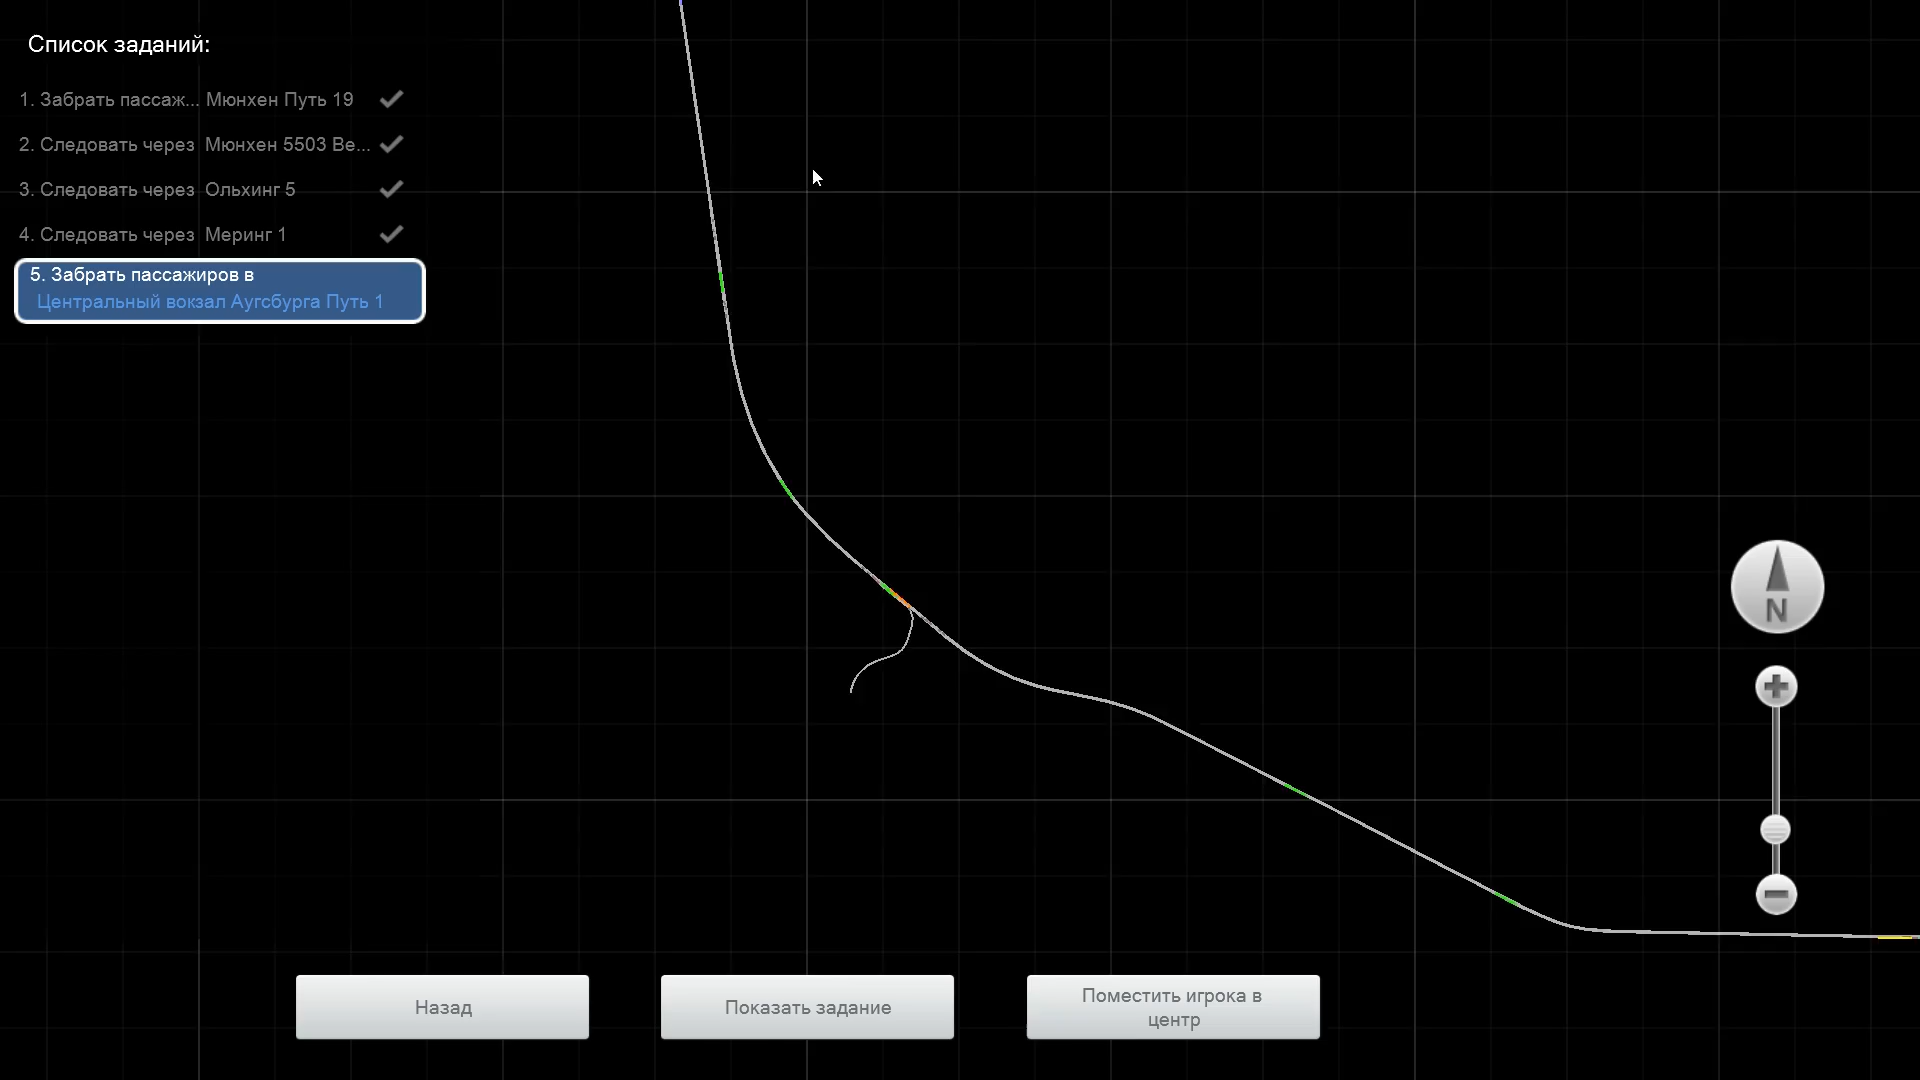 Список заданий:
1. Забрать пассаж... Мюнхен Путь 19
2. Следовать через Мюнхен 5503 Ве...
3. Следовать через Ольхинг 5
4. Следовать через Меринг 1
5. Забрать пассажиров в
Центральный вокзал Аугсбурга Путь 1
N
Назад
Показать задание
Поместить игрока в
центр